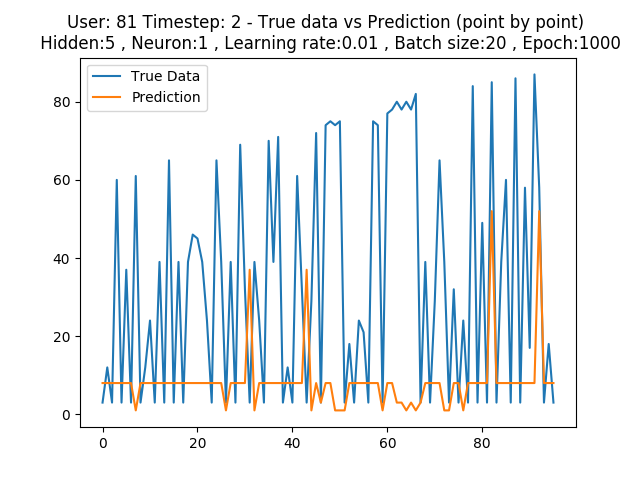 User: 81 Timestep: 2 - True data vs Prediction (point by point)
Hidden:5 , Neuron:1 , Learning rate:0.01 , Batch size:20 , Epoch:1000
True Data
Prediction
80
60
40
20
0
0 20 40 60 80